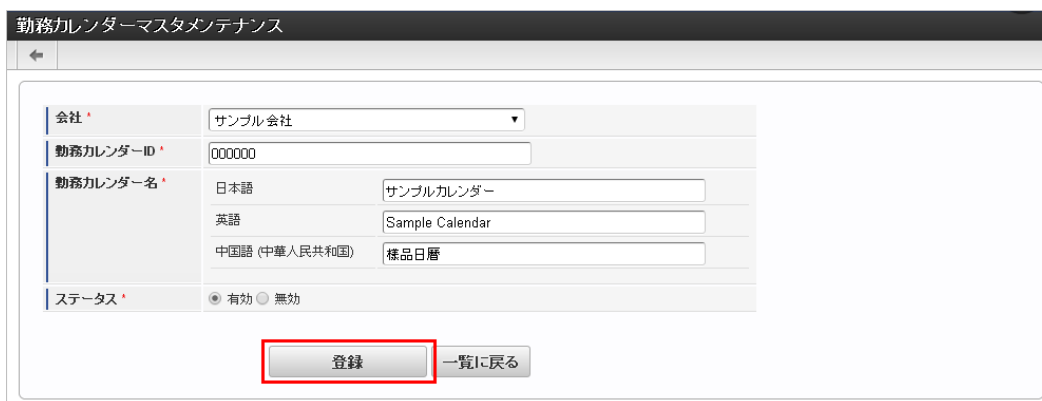 勤務カレンダーマスタメンテナンス
会社 * サンプル会社
勤務カレンダーID * 000000
勤務カレンダー名 * 日本語 サンプルカレンダー
英語 Sample Calendar
中国語 (中華人民共和国) 様品日暦
ステータス * 有効 無効
登録 一覧に戻る